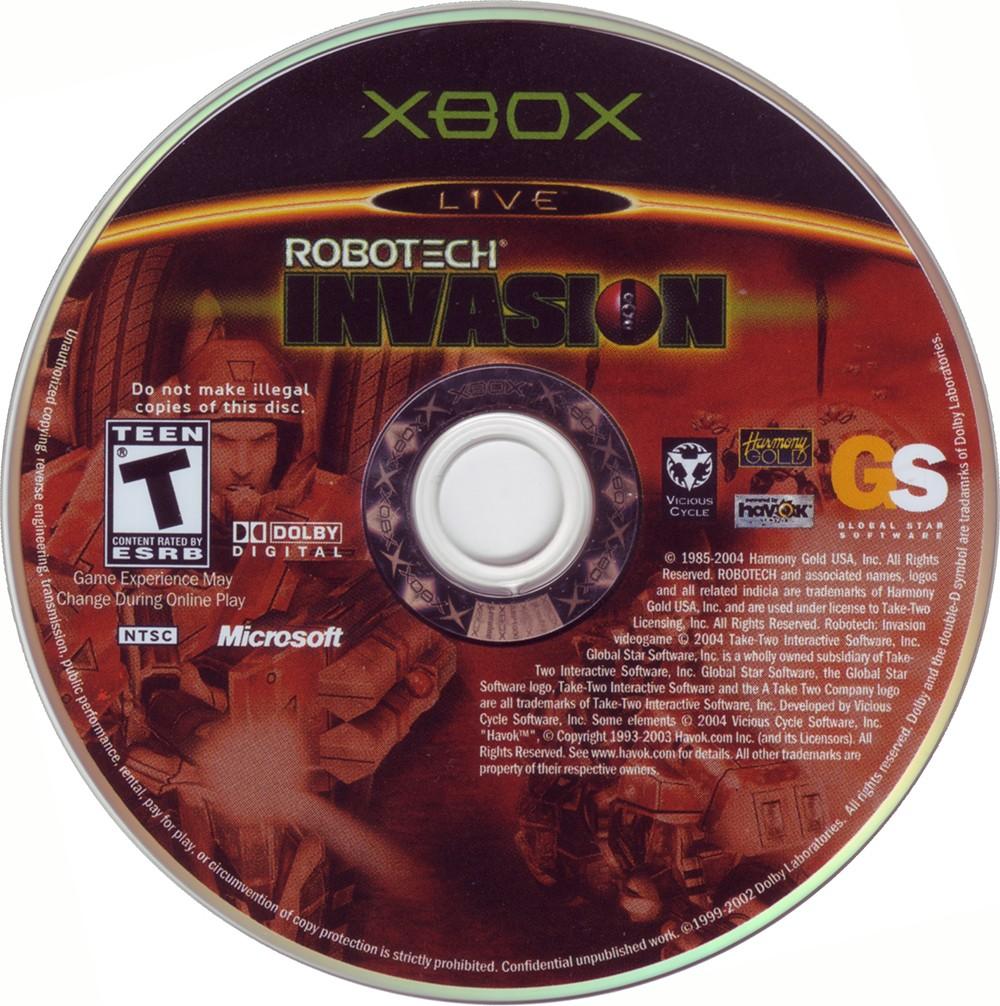 XBOX
LIVE
ROBOTECH®
INVASION
Do not make illegal
copies of this disc.
TEEN
®
T
CONTENT RATED BY
ESRB
DOLBY
DIGITAL
Game Experience May
Change During Online Play
NTSC
Microsoft
XBOX
VICIOUS
CYCLE
Harmony
GOLD
powered by
havok
GS
GLOBAL STAR
SOFTWARE
© 1985-2004 Harmony Gold USA, Inc. All Rights
Reserved. ROBOTECH and associated names, logos
and all related indicia are trademarks of Harmony
Gold USA, Inc. and are used under license to Take-Two
Licensing, Inc. All Rights Reserved. Robotech: Invasion
videogame © 2004 Take-Two Interactive Software, Inc.
Global Star Software, Inc. is a wholly owned subsidiary of Take-
Two Interactive Software, Inc. Global Star Software, the Global Star
Software logo, Take-Two Interactive Software and the A Take Two Company logo
are all trademarks of Take-Two Interactive Software, Inc. Developed by Vicious
Cycle Software, Inc. Some elements © 2004 Vicious Cycle Software, Inc.
"Havok™", © Copyright 1993-2003 Havok.com Inc. (and its Licensors). All
Rights Reserved. See www.havok.com for details. All other trademarks are
property of their respective owners.
Unauthorized copying, reverse engineering, transmission, public performance, rental, pay for play, or circumvention of copy protection is strictly prohibited. Confidential unpublished work. ©1999-2002 Dolby Laboratories. All rights reserved. Dolby and the double-D symbol are tradamrks of Dolby Laboratories.